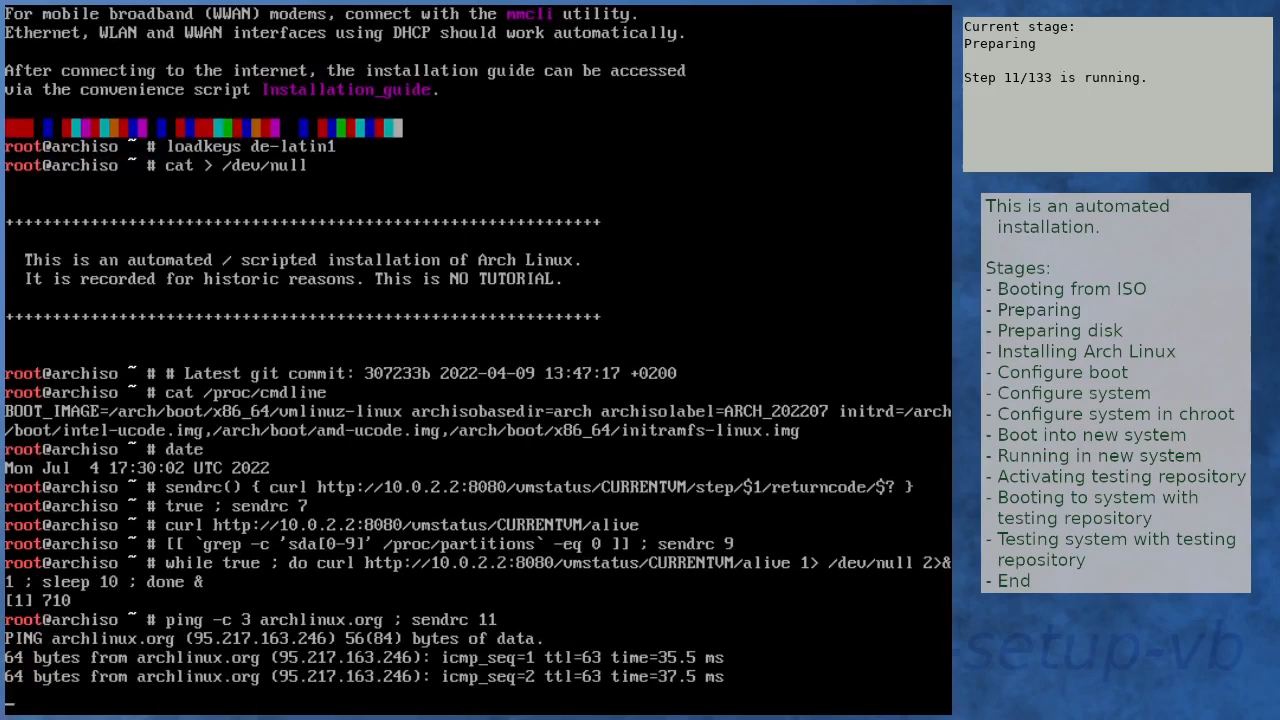 For mobile broadband (WWAN) modems, connect with the mmcli utility.
Ethernet, WLAN and WWAN interfaces using DHCP should work automatically.
After connecting to the internet, the installation guide can be accessed
via the convenience script Installation_guide.
root@archiso ~ # loadkeys de-latin1
root@archiso ~ # cat > /dev/null
+++++++++++++++++++++++++++++++++++++++++++++++++++++++++++++++
This is an automated / scripted installation of Arch Linux.
It is recorded for historic reasons. This is NO TUTORIAL.
+++++++++++++++++++++++++++++++++++++++++++++++++++++++++++++++
root@archiso ~ # # Latest git commit: 307233b 2022-04-09 13:47:17 +0200
root@archiso ~ # cat /proc/cmdline
BOOT_IMAGE=/arch/boot/x86_64/vmlinuz-linux archisobasedir=arch archisolabel=ARCH_202207 initrd=/arch
/boot/intel-ucode.img,/arch/boot/amd-ucode.img,/arch/boot/x86_64/initramfs-linux.img
root@archiso ~ # date
Mon Jul  4 17:30:02 UTC 2022
root@archiso ~ # sendrc() { curl http://10.0.2.2:8080/vmstatus/CURRENTVM/step/$1/returncode/$? }
root@archiso ~ # true ; sendrc 7
root@archiso ~ # curl http://10.0.2.2:8080/vmstatus/CURRENTVM/alive
root@archiso ~ # [[ `grep -c 'sda[0-9]' /proc/partitions` -eq 0 ]] ; sendrc 9
root@archiso ~ # while true ; do curl http://10.0.2.2:8080/vmstatus/CURRENTVM/alive 1> /dev/null 2>&
1 ; sleep 10 ; done &
[1] 710
root@archiso ~ # ping -c 3 archlinux.org ; sendrc 11
PING archlinux.org (95.217.163.246) 56(84) bytes of data.
64 bytes from archlinux.org (95.217.163.246): icmp_seq=1 ttl=63 time=35.5 ms
64 bytes from archlinux.org (95.217.163.246): icmp_seq=2 ttl=63 time=37.5 ms
Current stage:
Preparing
Step 11/133 is running.
This is an automated
installation.
Stages:
- Booting from ISO
- Preparing
- Preparing disk
- Installing Arch Linux
- Configure boot
- Configure system
- Configure system in chroot
- Boot into new system
- Running in new system
- Activating testing repository
- Booting to system with
testing repository
- Testing system with testing
repository
- End
-setup-vb